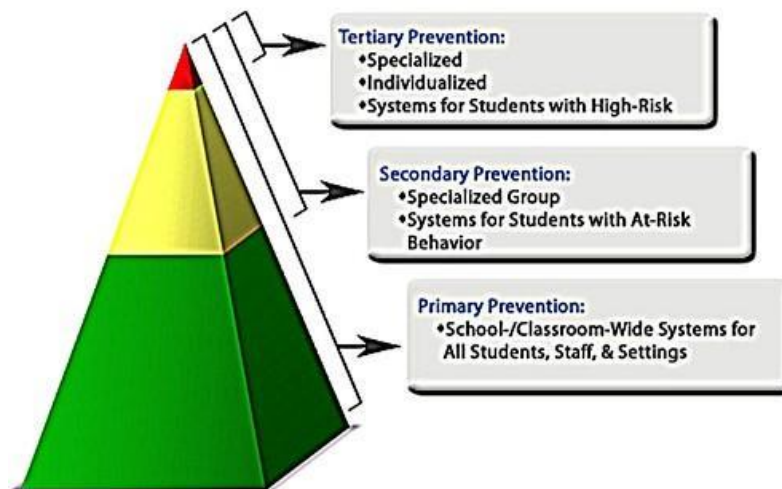 Tertiary Prevention:
♦Specialized
♦Individualized
♦Systems for Students with High-Risk
Secondary Prevention:
♦Specialized Group
♦Systems for Students with At-Risk
Behavior
Primary Prevention:
♦School-/Classroom-Wide Systems for
All Students, Staff, & Settings